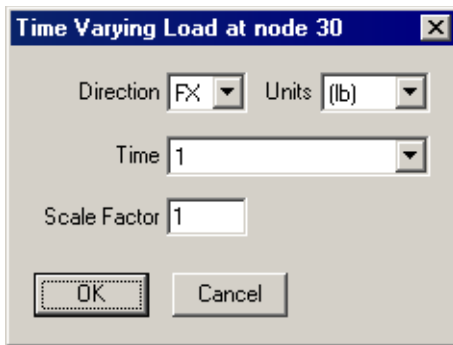 Time Varying Load at node 30
Direction FX Units (lb)
Time 1
Scale Factor 1
OK Cancel